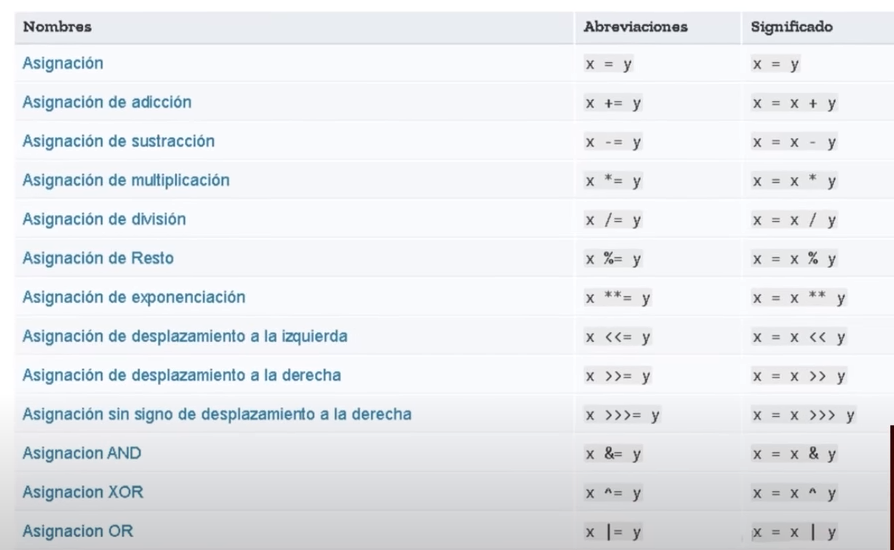 Nombres Abreviaciones Significado
Asignación x = y x = y
Asignación de adicción x += y x = x + y
Asignación de sustracción x -= y x = x - y
Asignación de multiplicación x *= y x = x * y
Asignación de división x /= y x = x / y
Asignación de Resto x %= y x = x % y
Asignación de exponenciación x **= y x = x ** y
Asignación de desplazamiento a la izquierda x <<= y x = x << y
Asignación de desplazamiento a la derecha x >>= y x = x >> y
Asignación sin signo de desplazamiento a la derecha x >>>= y x = x >>> y
Asignacion AND x &= y x = x & y
Asignacion XOR x ^= y x = x ^ y
Asignacion OR x |= y x = x | y